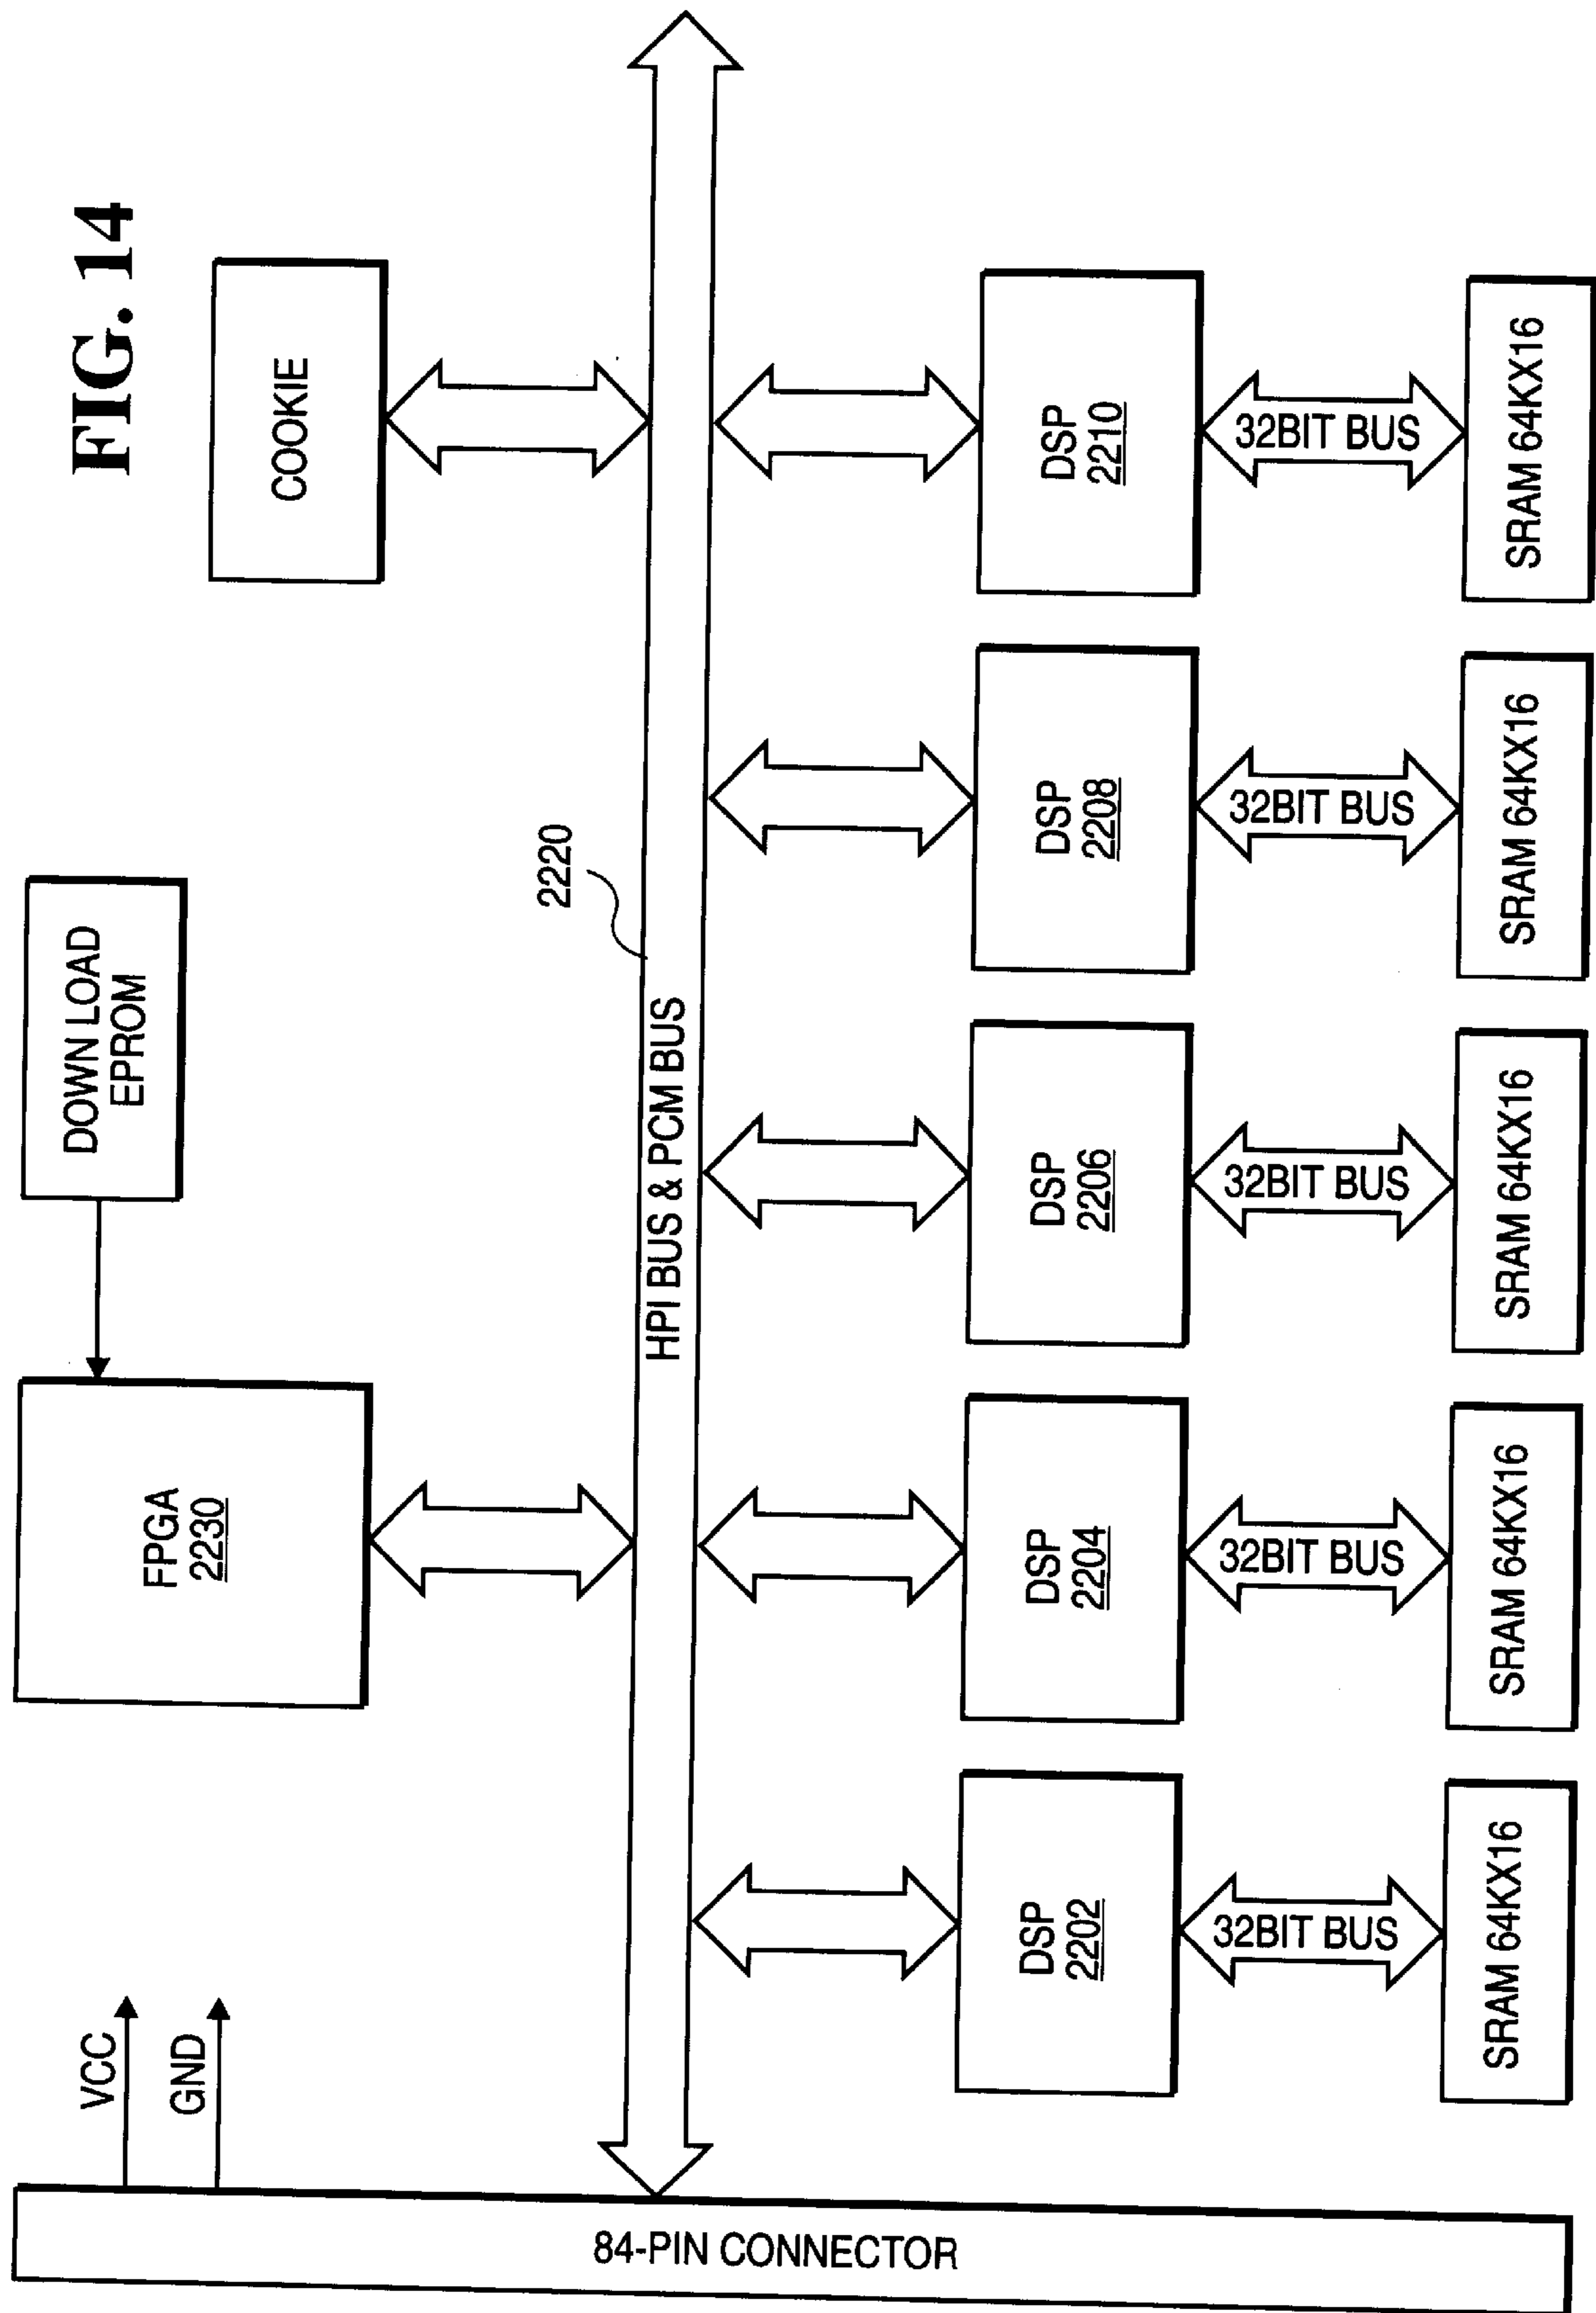 FIG. 14
VCC
GND
FPGA
2230
DOWN LOAD
EPROM
COOKIE
84-PIN CONNECTOR
HPI BUS & PCM BUS
2220
DSP
2202
DSP
2204
DSP
2206
DSP
2208
DSP
2210
32BIT BUS
32BIT BUS
32BIT BUS
32BIT BUS
32BIT BUS
SRAM 64KX16
SRAM 64KX16
SRAM 64KX16
SRAM 64KX16
SRAM 64KX16